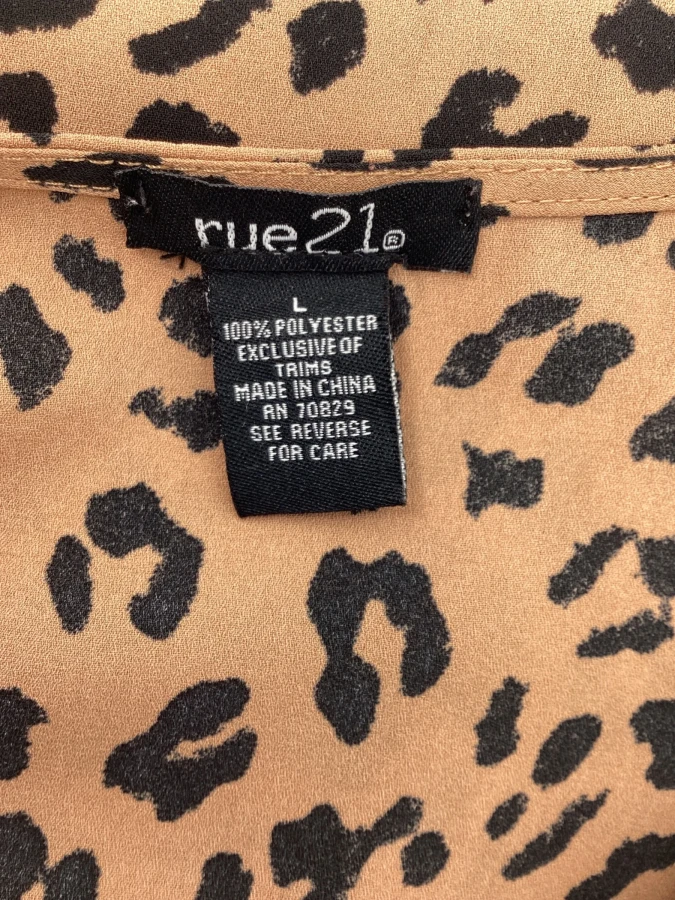 rue21®
L
100% POLYESTER
EXCLUSIVE OF
TRIMS
MADE IN CHINA
RN 70829
SEE REVERSE
FOR CARE